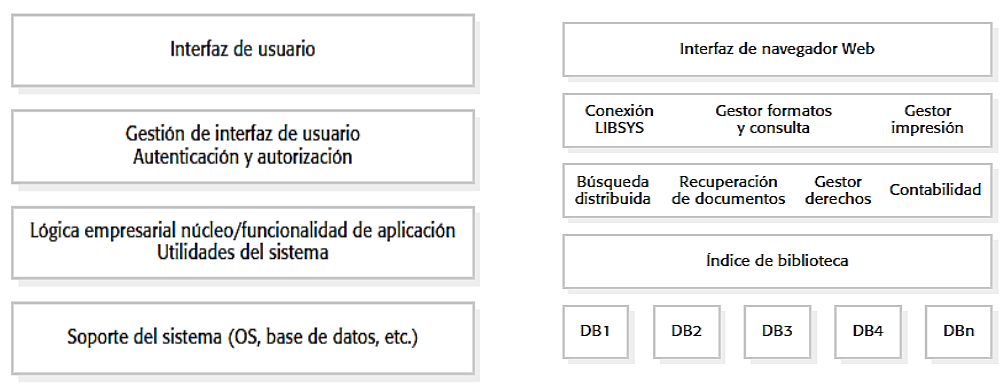 Interfaz de usuario
Gestión de interfaz de usuario
Autenticación y autorización
Lógica empresarial núcleo/funcionalidad de aplicación
Utilidades del sistema
Soporte del sistema (OS, base de datos, etc.)
Interfaz de navegador Web
Conexión
LIBSYS
Gestor formatos
y consulta
Gestor
impresión
Búsqueda
distribuida
Recuperación
de documentos
Gestor
derechos
Contabilidad
Índice de biblioteca
DB1
DB2
DB3
DB4
DBn